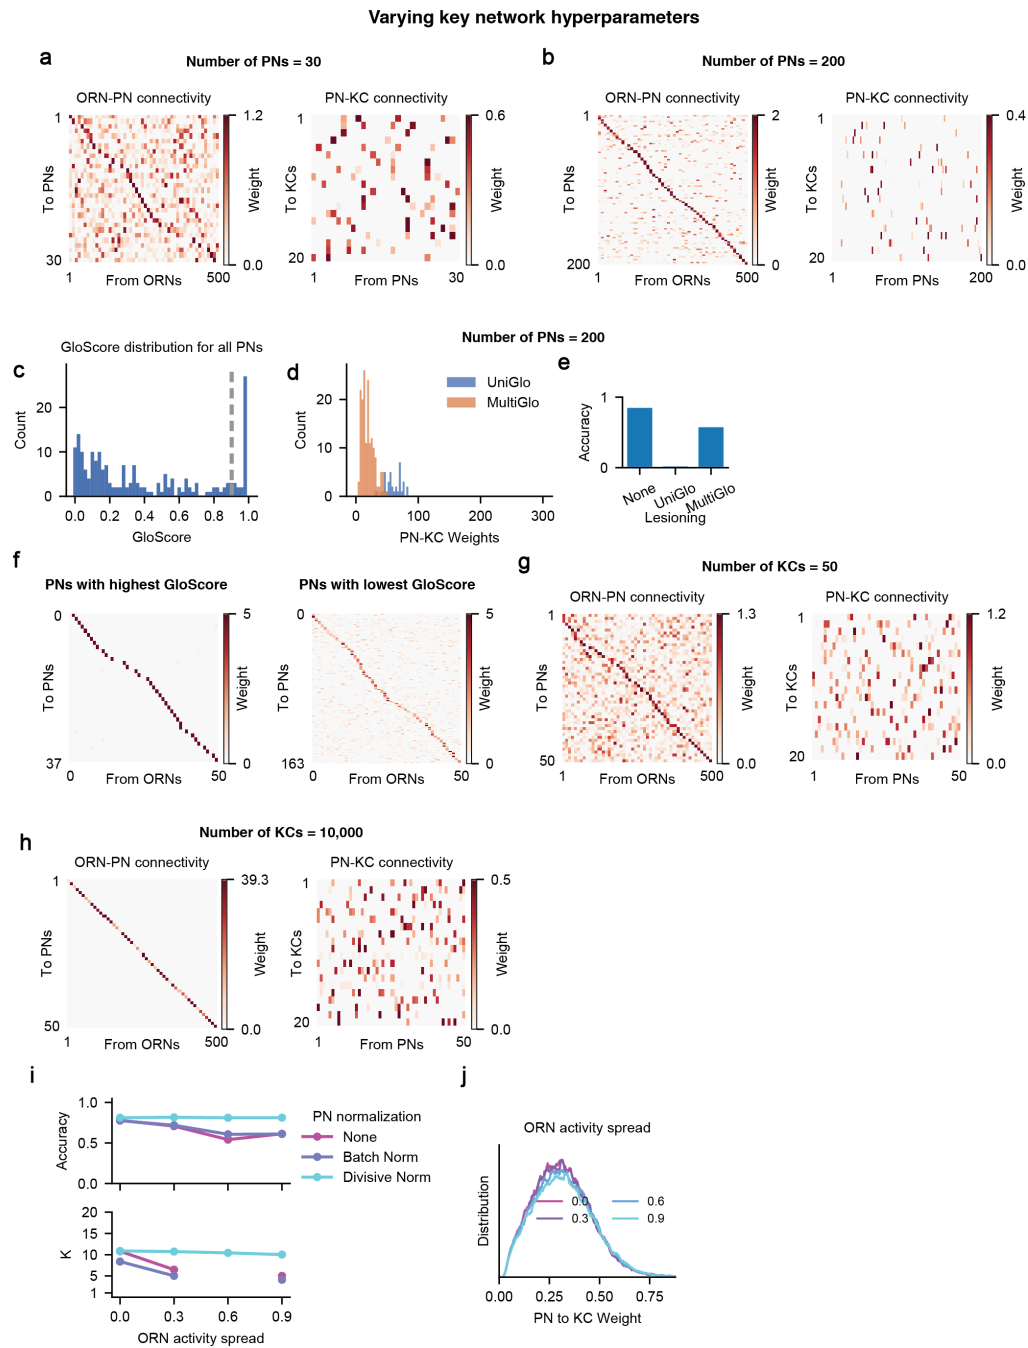 Varying key network hyperparameters
a
Number of PNs = 30
ORN-PN connectivity
1
To PNs
30
1
500
From ORNs
1.2
Weight
0.0
PN-KC connectivity
1
To KCs
20
1
30
From PNs
0.6
Weight
0.0
b
Number of PNs = 200
ORN-PN connectivity
1
To PNs
200
1
500
From ORNs
2
Weight
0
PN-KC connectivity
1
To KCs
20
1
200
From PNs
0.4
Weight
0.0
c
GloScore distribution for all PNs
Count
20
10
0
0.0 0.2 0.4 0.6 0.8 1.0
GloScore
Number of PNs = 200
d
UniGlo
MultiGlo
Count
20
10
0
0 100 200 300
PN-KC Weights
e
Accuracy
1
0
None UniGlo MultiGlo
Lesioning
f
PNs with highest GloScore
0
To PNs
37
0 50
From ORNs
5
Weight
0
PNs with lowest GloScore
0
To PNs
163
0 50
From ORNs
5
Weight
0
g
Number of KCs = 50
ORN-PN connectivity
1
To PNs
50
1 500
From ORNs
1.3
Weight
0.0
PN-KC connectivity
1
To KCs
20
1 50
From PNs
1.2
Weight
0.0
h
Number of KCs = 10,000
ORN-PN connectivity
1
To PNs
50
1 500
From ORNs
39.3
Weight
0.0
PN-KC connectivity
1
To KCs
20
1 50
From PNs
0.5
Weight
0.0
i
Accuracy
1.0
0.5
0.0
PN normalization
None
Batch Norm
Divisive Norm
K
20
15
10
5
1
0.0 0.3 0.6 0.9
ORN activity spread
j
ORN activity spread
Distribution
0.0 0.6
0.3 0.9
0.00 0.25 0.50 0.75
PN to KC Weight